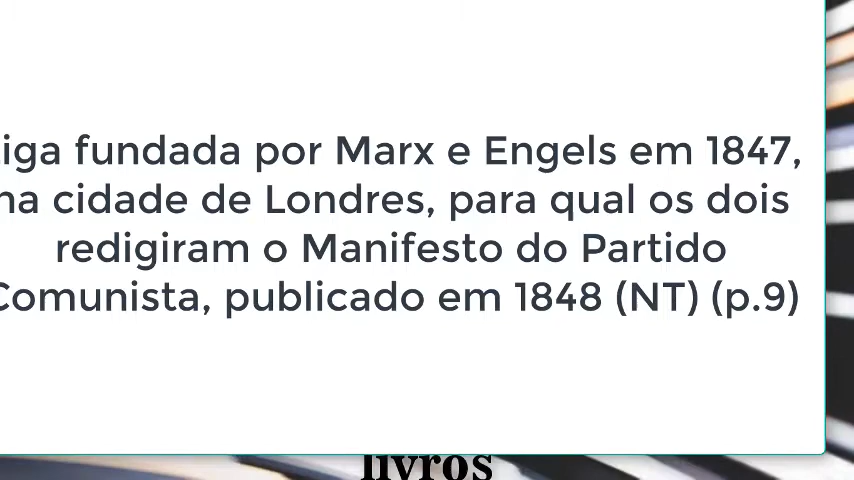 iga fundada por Marx e Engels em 1847,
na cidade de Londres, para qual os dois
redigiram o Manifesto do Partido
Comunista, publicado em 1848 (NT) (p.9)
livros